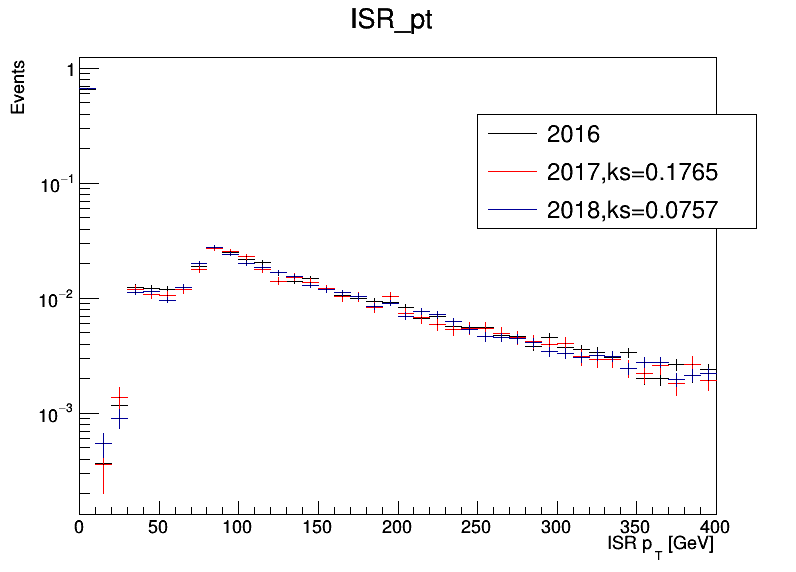 ISR_pt
Events
1
10⁻¹
10⁻²
10⁻³
2016
2017,ks=0.1765
2018,ks=0.0757
0 50 100 150 200 250 300 350 400
ISR p_T [GeV]